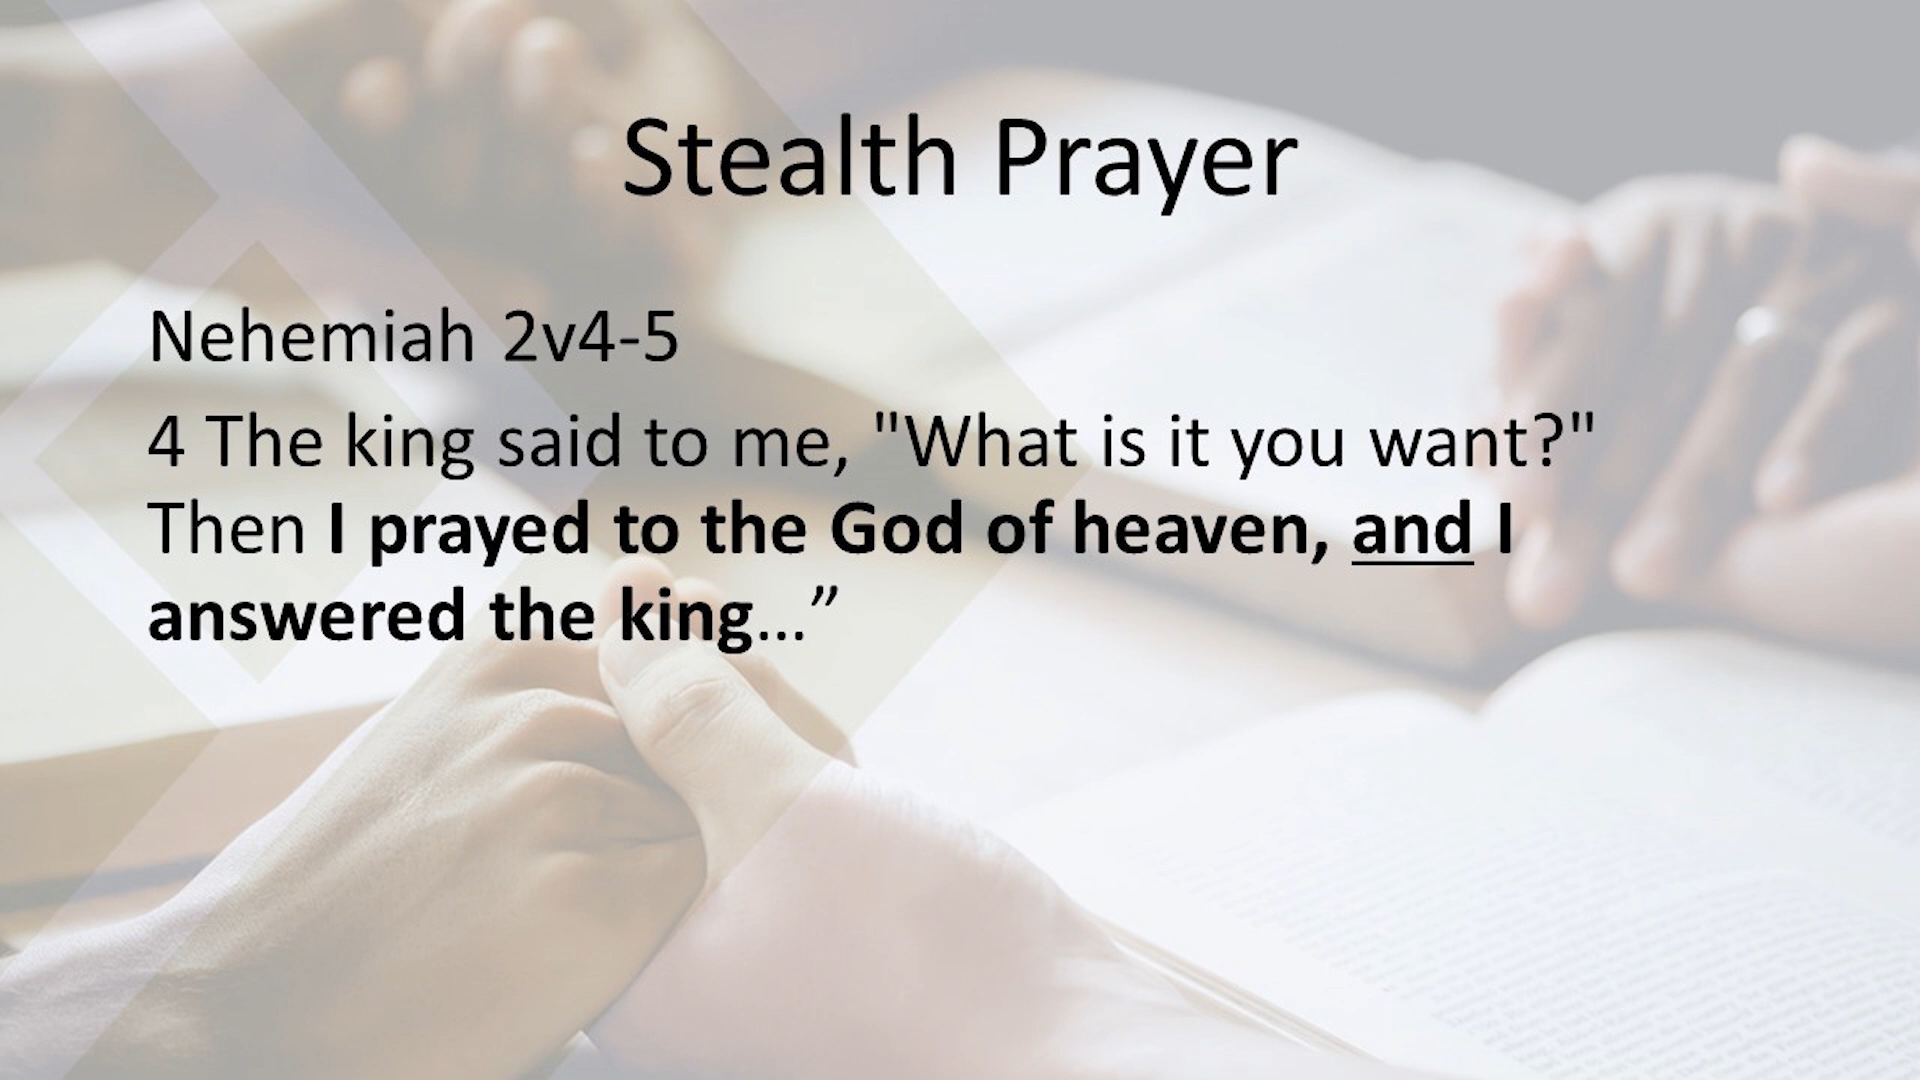 Stealth Prayer
Nehemiah 2v4-5
4 The king said to me, "What is it you want?"
Then I prayed to the God of heaven, and I
answered the king...”